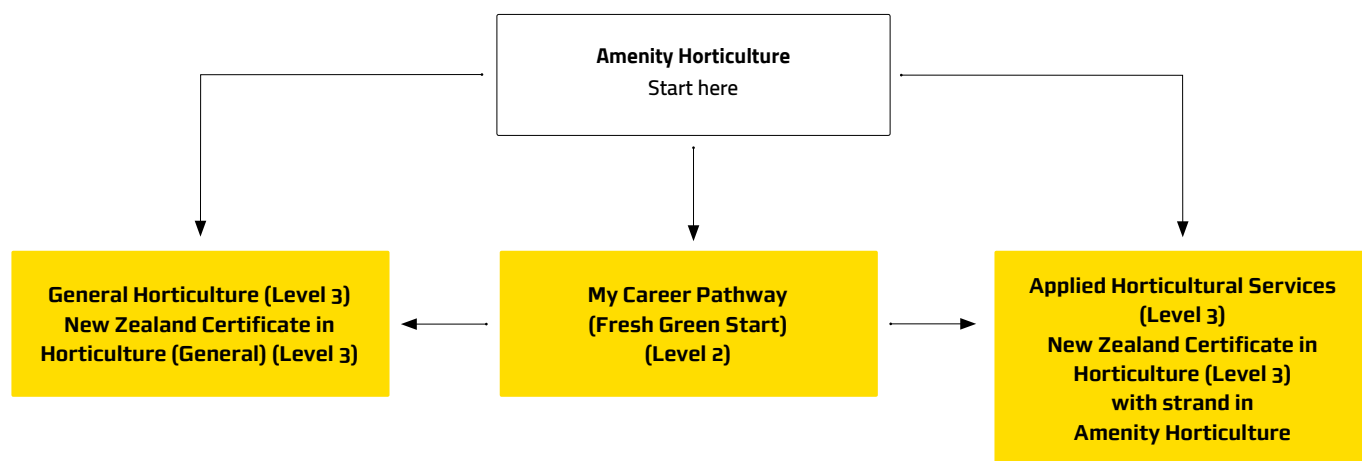 Amenity Horticulture
Start here
General Horticulture (Level 3)
New Zealand Certificate in
Horticulture (General) (Level 3)
My Career Pathway
(Fresh Green Start)
(Level 2)
Applied Horticultural Services
(Level 3)
New Zealand Certificate in
Horticulture (Level 3)
with strand in
Amenity Horticulture